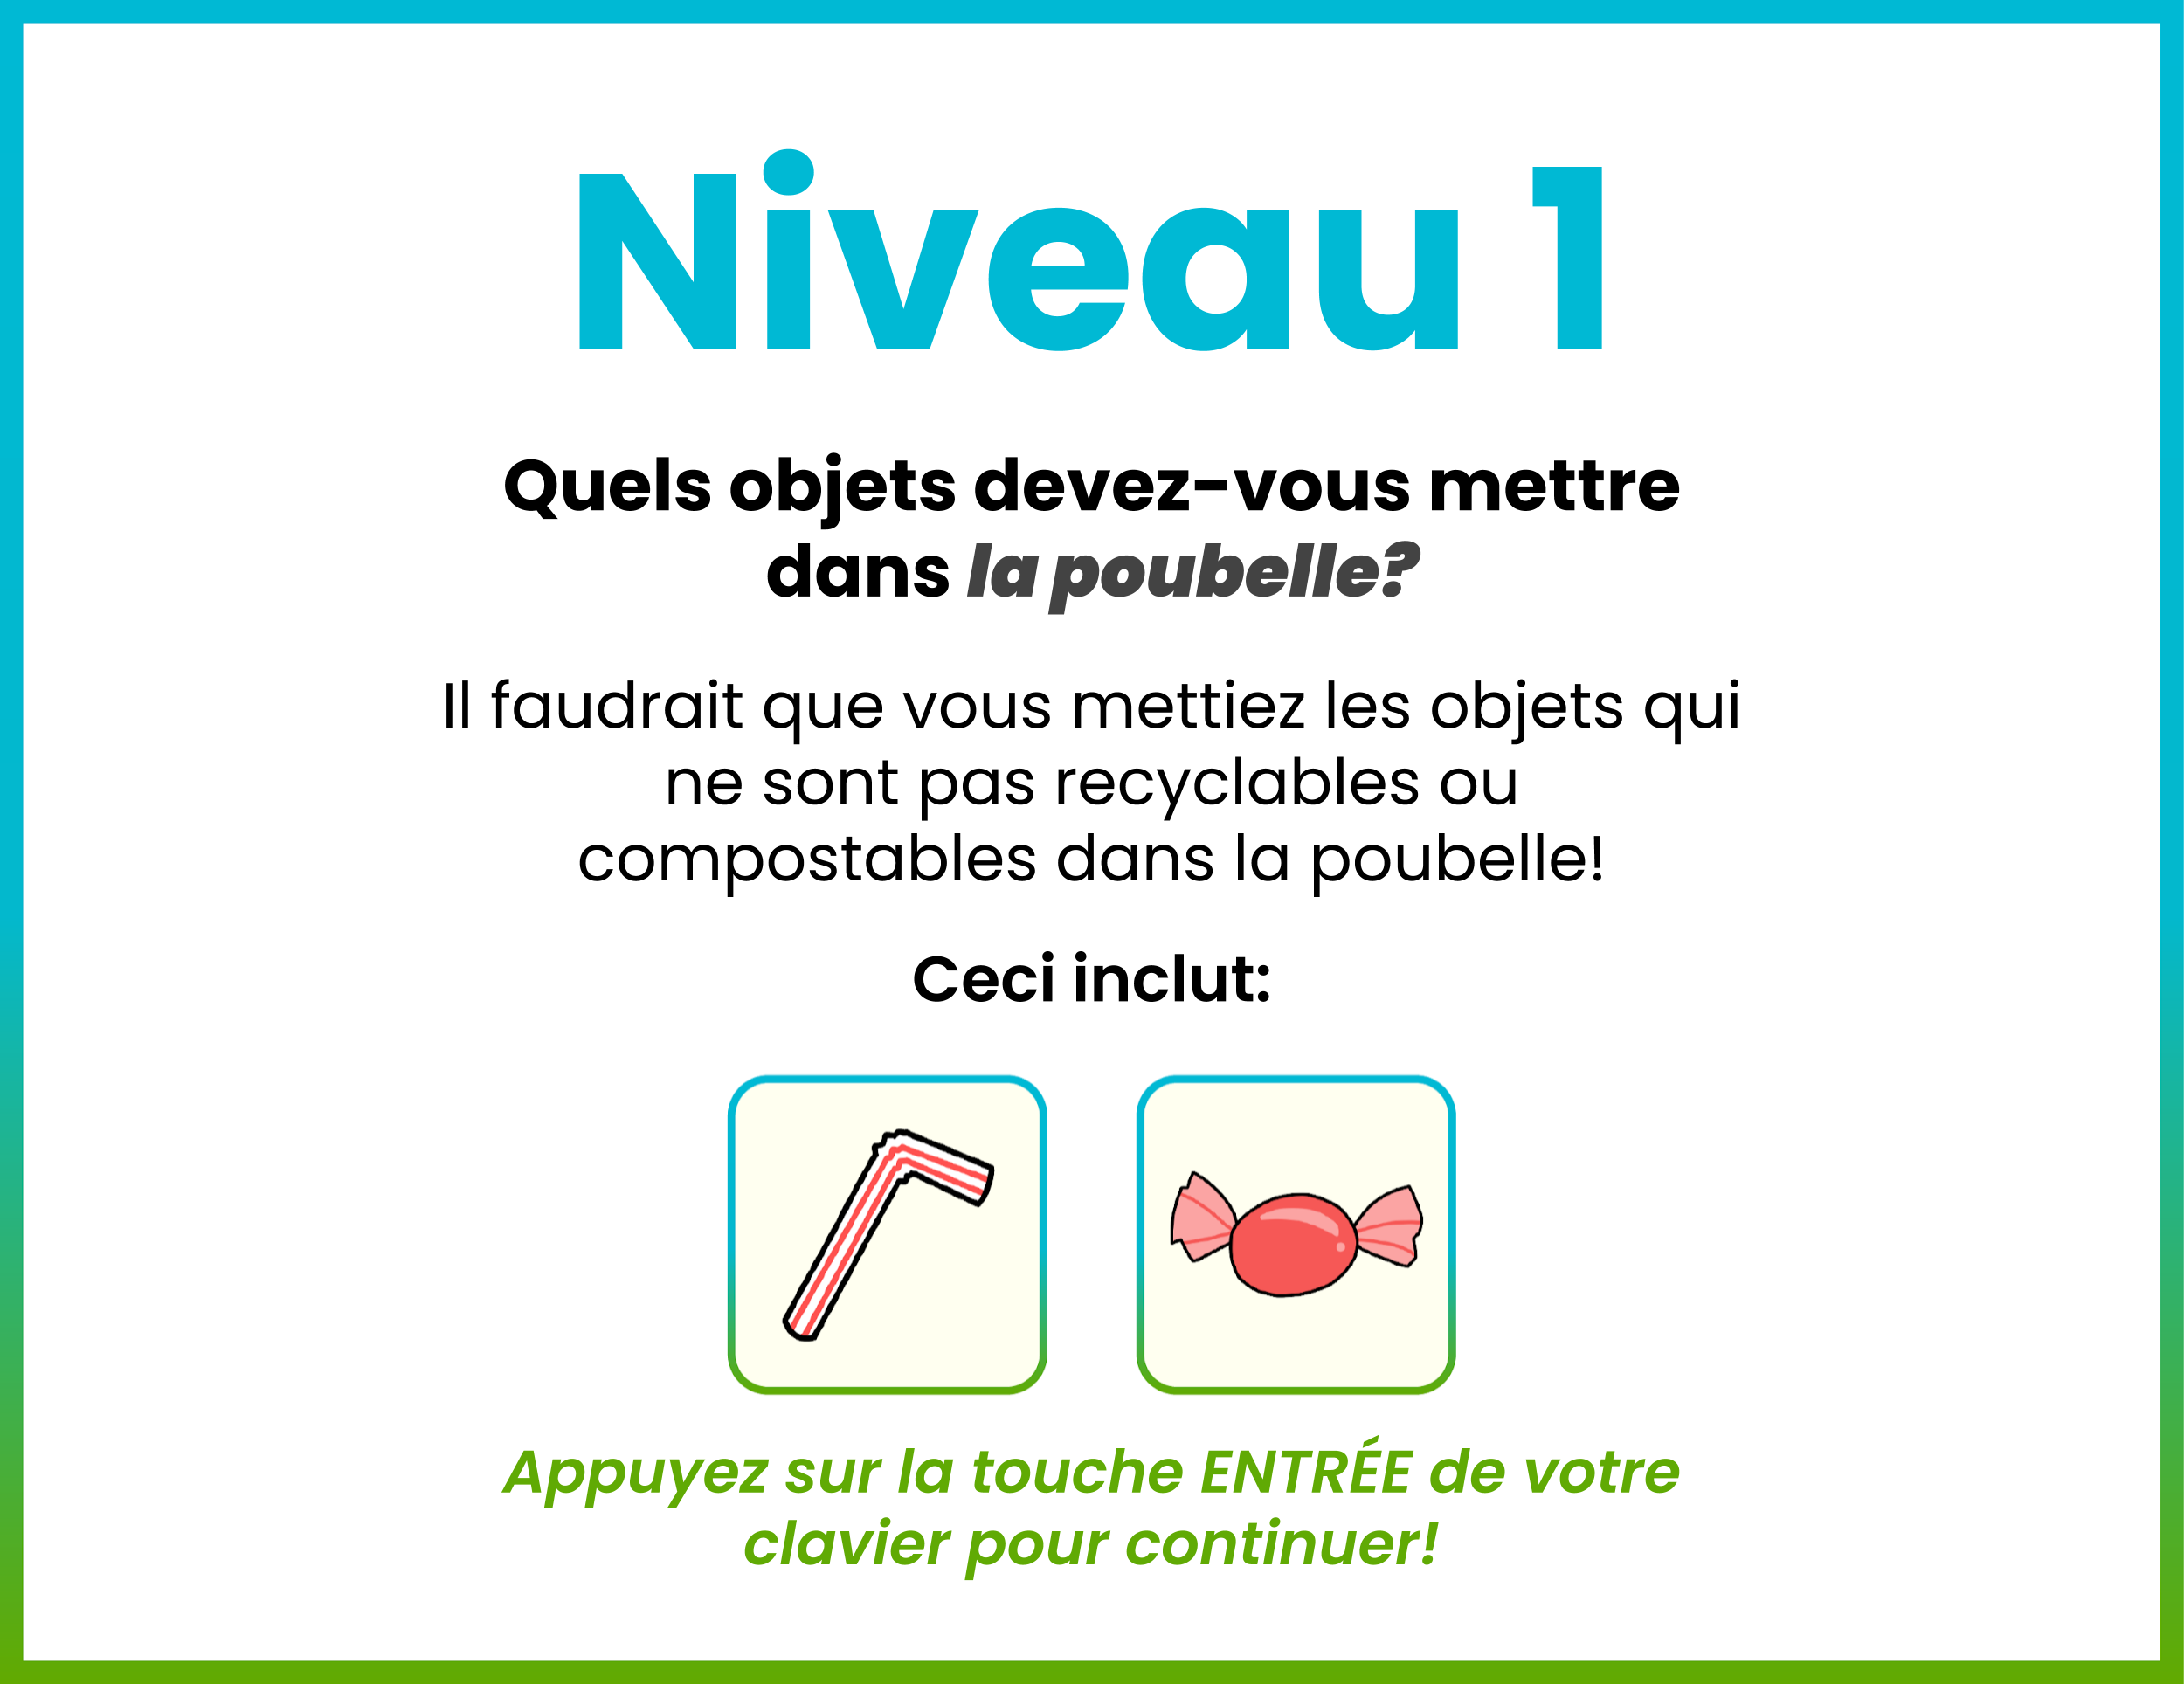 Niveau 1
Quels objets devez-vous mettre
dans la poubelle?
Il faudrait que vous mettiez les objets qui
ne sont pas recyclables ou
compostables dans la poubelle!
Ceci inclut:
Appuyez sur la touche ENTRÉE de votre
clavier pour continuer!